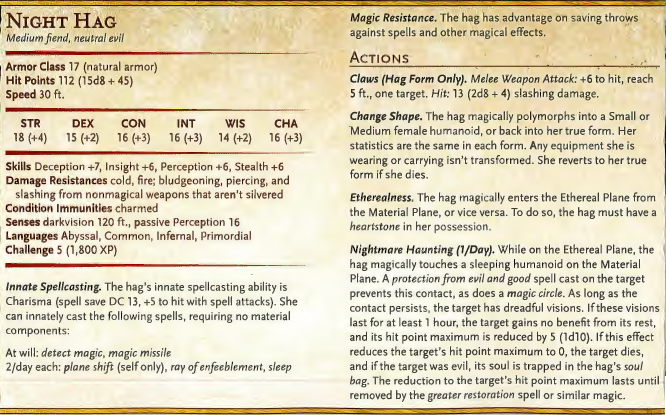 NIGHT HAG
Medium fiend, neutral evil
Armor Class 17 (natural armor)
Hit Points 112 (15d8 + 45)
Speed 30 ft.
STR DEX CON INT WIS CHA
18 (+4) 15 (+2) 16 (+3) 16 (+3) 14 (+2) 16 (+3)
Skills Deception +7, Insight +6, Perception +6, Stealth +6
Damage Resistances cold, fire; bludgeoning, piercing, and
slashing from nonmagical weapons that aren't silvered
Condition Immunities charmed
Senses darkvision 120 ft., passive Perception 16
Languages Abyssal, Common, Infernal, Primordial
Challenge 5 (1,800 XP)
Innate Spellcasting. The hag's innate spellcasting ability is
Charisma (spell save DC 13, +5 to hit with spell attacks). She
can innately cast the following spells, requiring no material
components:
At will: detect magic, magic missile
2/day each: plane shift (self only), ray of enfeeblement, sleep
Magic Resistance. The hag has advantage on saving throws
against spells and other magical effects.
ACTIONS
Claws (Hag Form Only). Melee Weapon Attack: +6 to hit, reach
5 ft., one target. Hit: 13 (2d8 + 4) slashing damage.
Change Shape. The hag magically polymorphs into a Small or
Medium female humanoid, or back into her true form. Her
statistics are the same in each form. Any equipment she is
wearing or carrying isn't transformed. She reverts to her true
form if she dies.
Etherealness. The hag magically enters the Ethereal Plane from
the Material Plane, or vice versa. To do so, the hag must have a
heartstone in her possession.
Nightmare Haunting (1/Day). While on the Ethereal Plane, the
hag magically touches a sleeping humanoid on the Material
Plane. A protection from evil and good spell cast on the target
prevents this contact, as does a magic circle. As long as the
contact persists, the target has dreadful visions. If these visions
last for at least 1 hour, the target gains no benefit from its rest,
and its hit point maximum is reduced by 5 (1d10). If this effect
reduces the target's hit point maximum to 0, the target dies,
and if the target was evil, its soul is trapped in the hag's soul
bag. The reduction to the target's hit point maximum lasts until
removed by the greater restoration spell or similar magic.